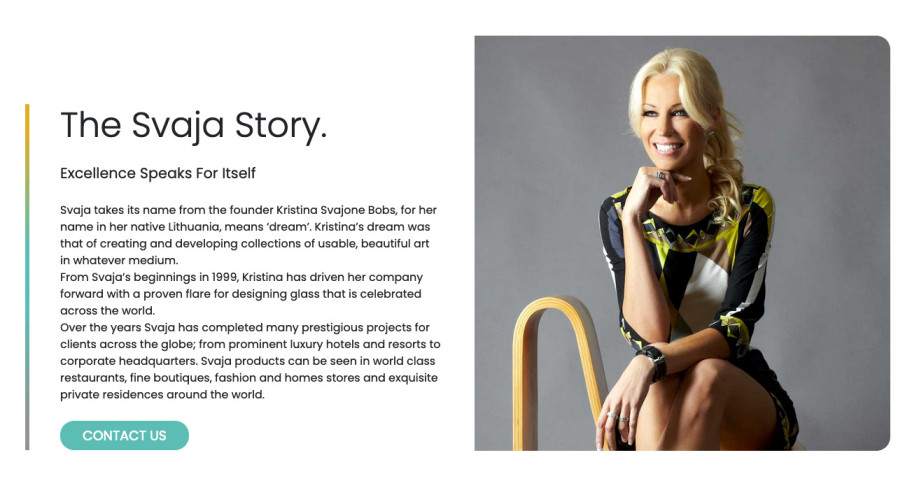 The Svaja Story.
Excellence Speaks For Itself
Svaja takes its name from the founder Kristina Svajone Bobs, for her
name in her native Lithuania, means ‘dream’. Kristina’s dream was
that of creating and developing collections of usable, beautiful art
in whatever medium.
From Svaja’s beginnings in 1999, Kristina has driven her company
forward with a proven flare for designing glass that is celebrated
across the world.
Over the years Svaja has completed many prestigious projects for
clients across the globe; from prominent luxury hotels and resorts to
corporate headquarters. Svaja products can be seen in world class
restaurants, fine boutiques, fashion and homes stores and exquisite
private residences around the world.
CONTACT US